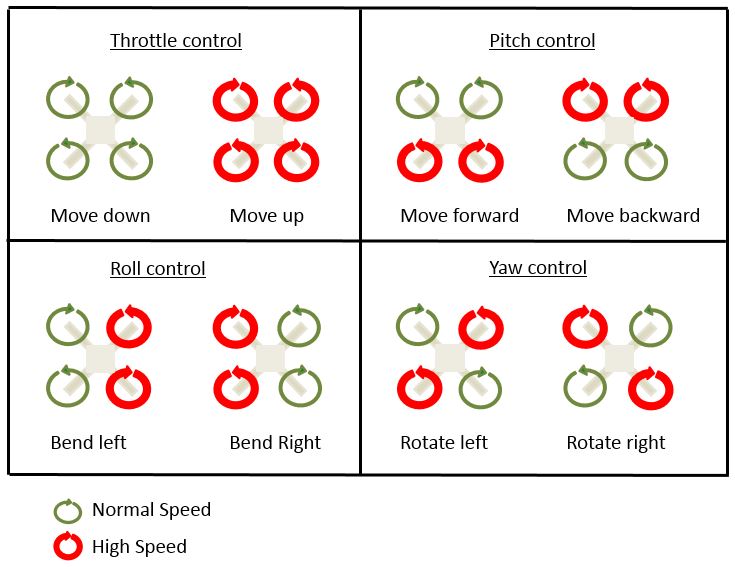 Throttle control
Move down
Move up
Pitch control
Move forward
Move backward
Roll control
Bend left
Bend Right
Yaw control
Rotate left
Rotate right
Normal Speed
High Speed